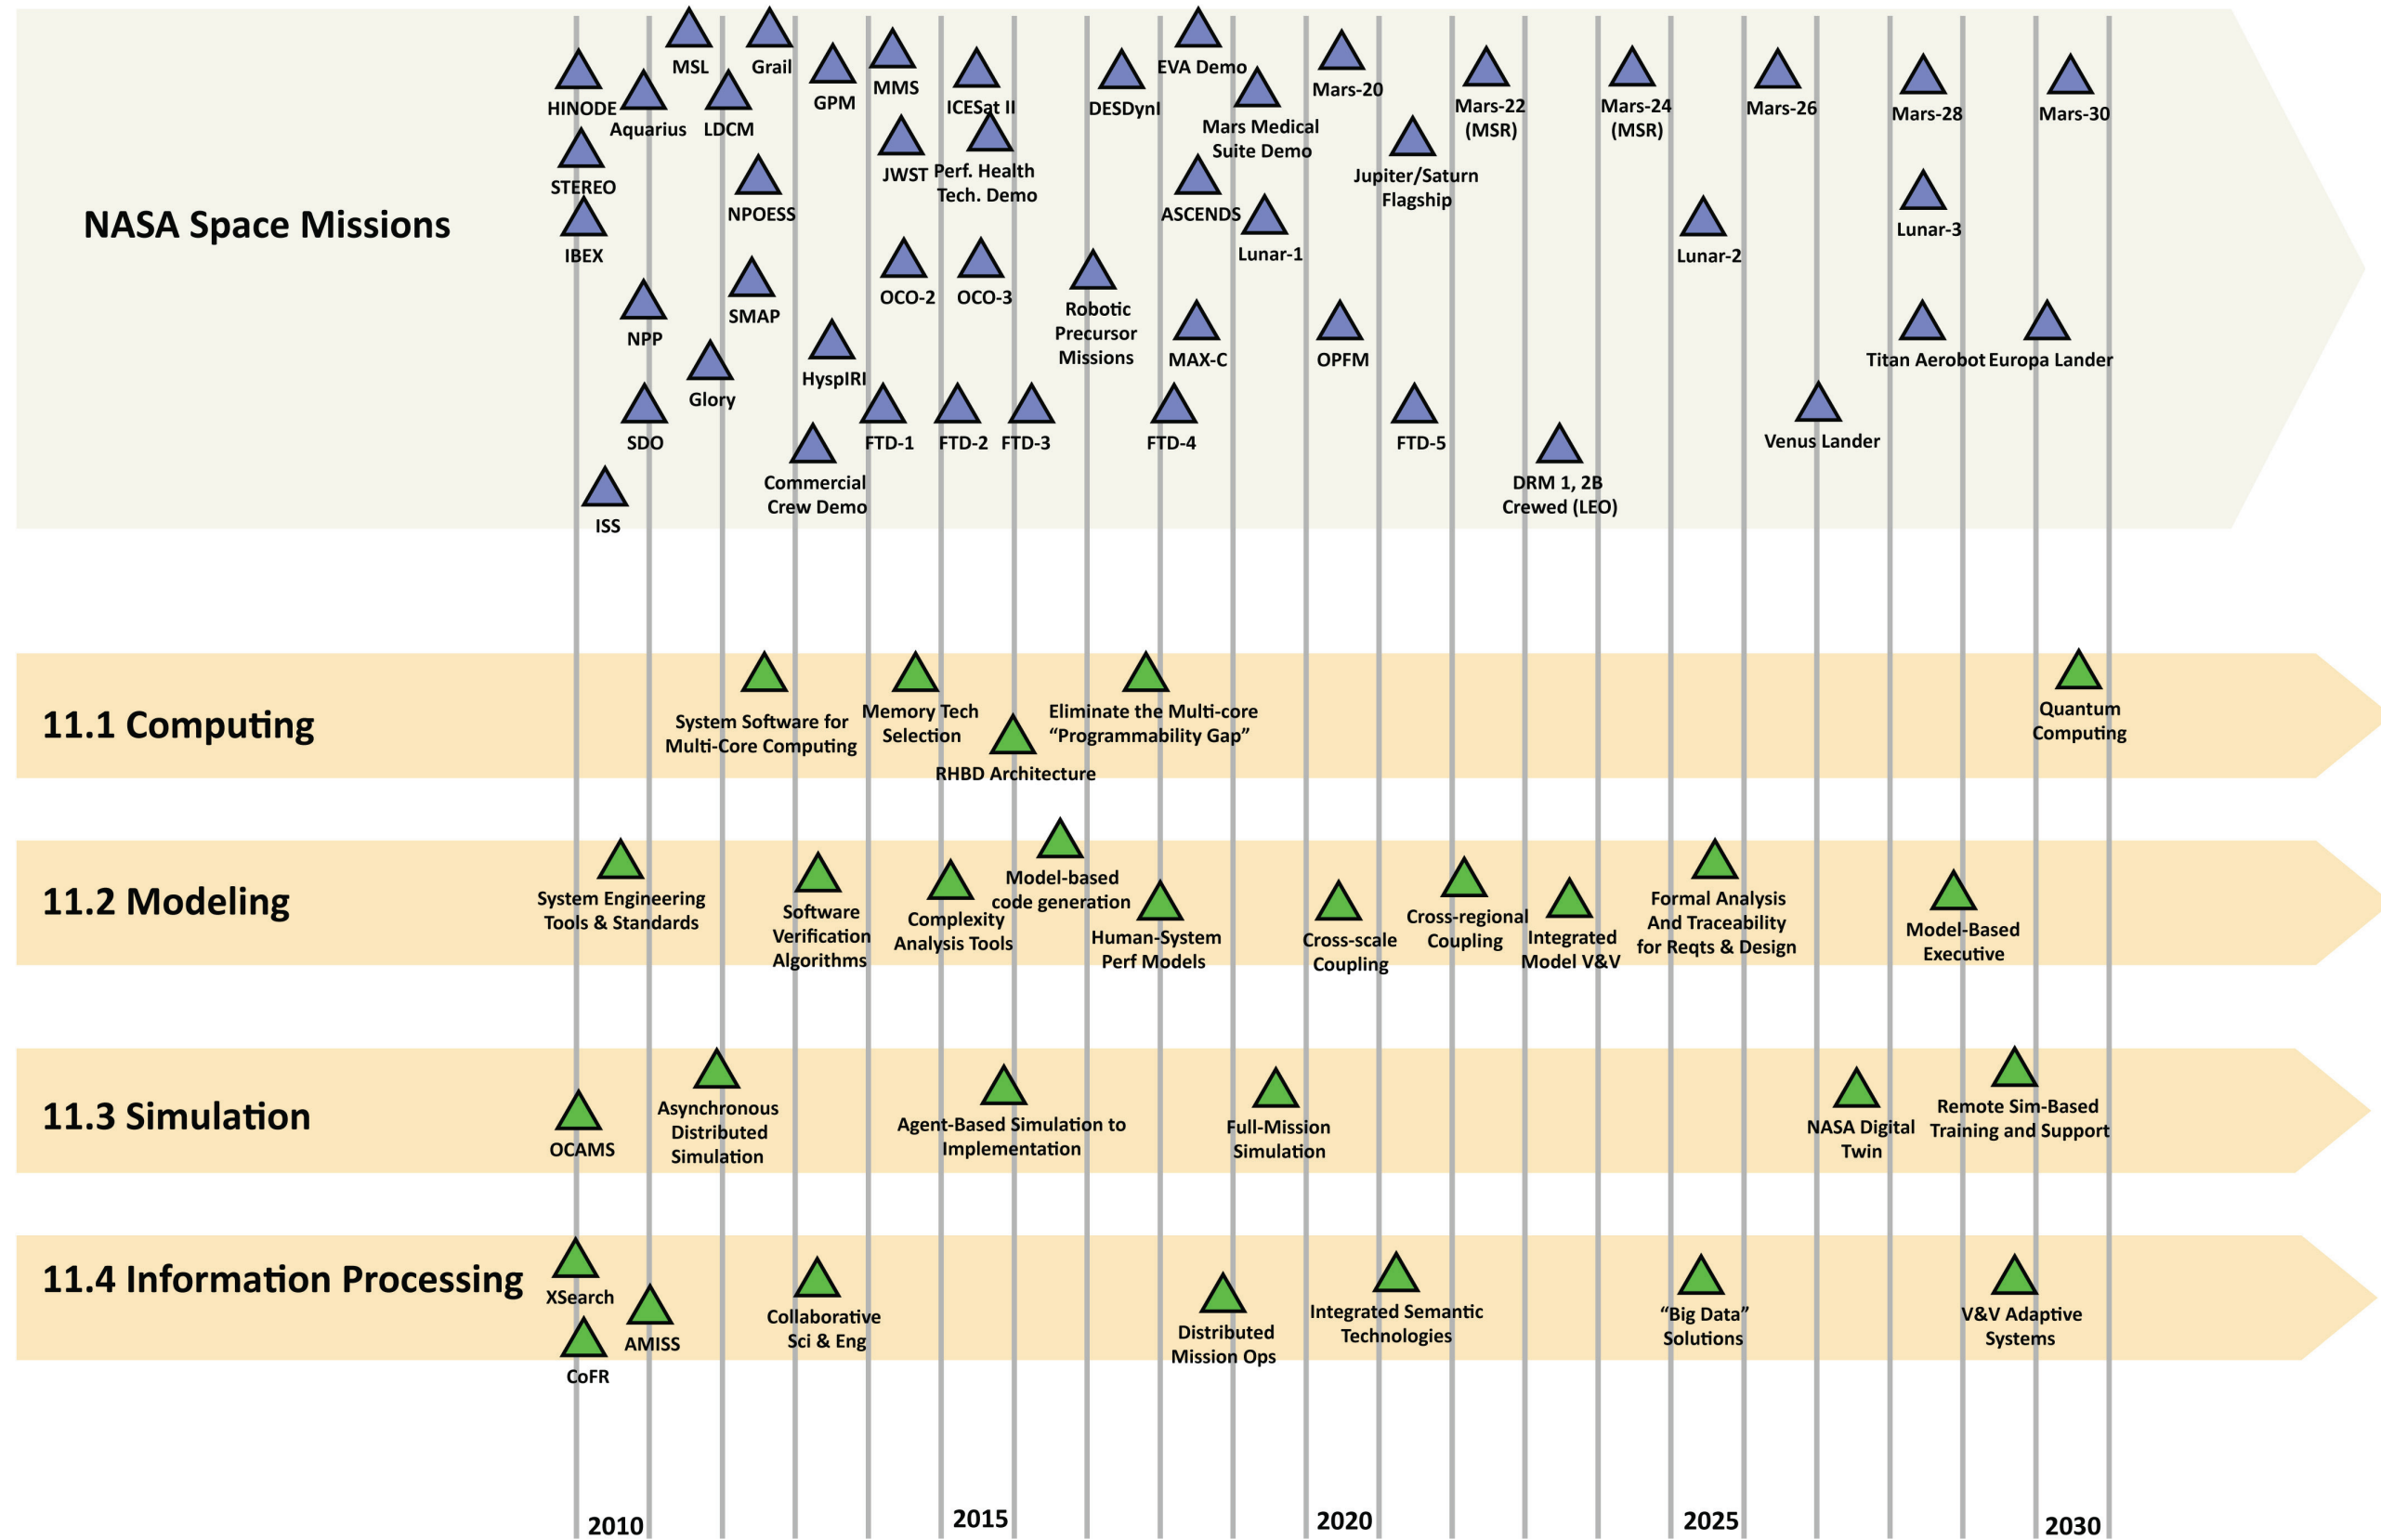 MSL
Grail
EVA Demo
HINODE
Aquarius
LDCM
GPM
MMS
ICESat II
DESDynI
Mars Medical
Suite Demo
Mars-20
Mars-22
(MSR)
Mars-24
(MSR)
Mars-26
Mars-28
Mars-30
STEREO
NPOESS
JWST
Perf. Health
Tech. Demo
ASCENDS
Jupiter/Saturn
Flagship
NASA Space Missions
IBEX
Lunar-1
Lunar-2
Lunar-3
NPP
SMAP
OCO-2
OCO-3
Robotic
Precursor
Missions
MAX-C
OPFM
Titan Aerobot
Europa Lander
Glory
HyspIRI
SDO
FTD-1
FTD-2
FTD-3
FTD-4
FTD-5
Venus Lander
Commercial
Crew Demo
DRM 1, 2B
Crewed (LEO)
ISS
11.1 Computing
System Software for
Multi-Core Computing
Memory Tech
Selection
RHBD Architecture
Eliminate the Multi-core
“Programmability Gap”
Quantum
Computing
11.2 Modeling
System Engineering
Tools & Standards
Software
Verification
Algorithms
Complexity
Analysis Tools
Model-based
code generation
Human-System
Perf Models
Cross-scale
Coupling
Cross-regional
Coupling
Integrated
Model V&V
Formal Analysis
And Traceability
for Reqts & Design
Model-Based
Executive
11.3 Simulation
OCAMS
Asynchronous
Distributed
Simulation
Agent-Based Simulation to
Implementation
Full-Mission
Simulation
NASA Digital
Twin
Remote Sim-Based
Training and Support
11.4 Information Processing
XSearch
CoFR
AMISS
Collaborative
Sci & Eng
Distributed
Mission Ops
Integrated Semantic
Technologies
“Big Data”
Solutions
V&V Adaptive
Systems
2010
2015
2020
2025
2030